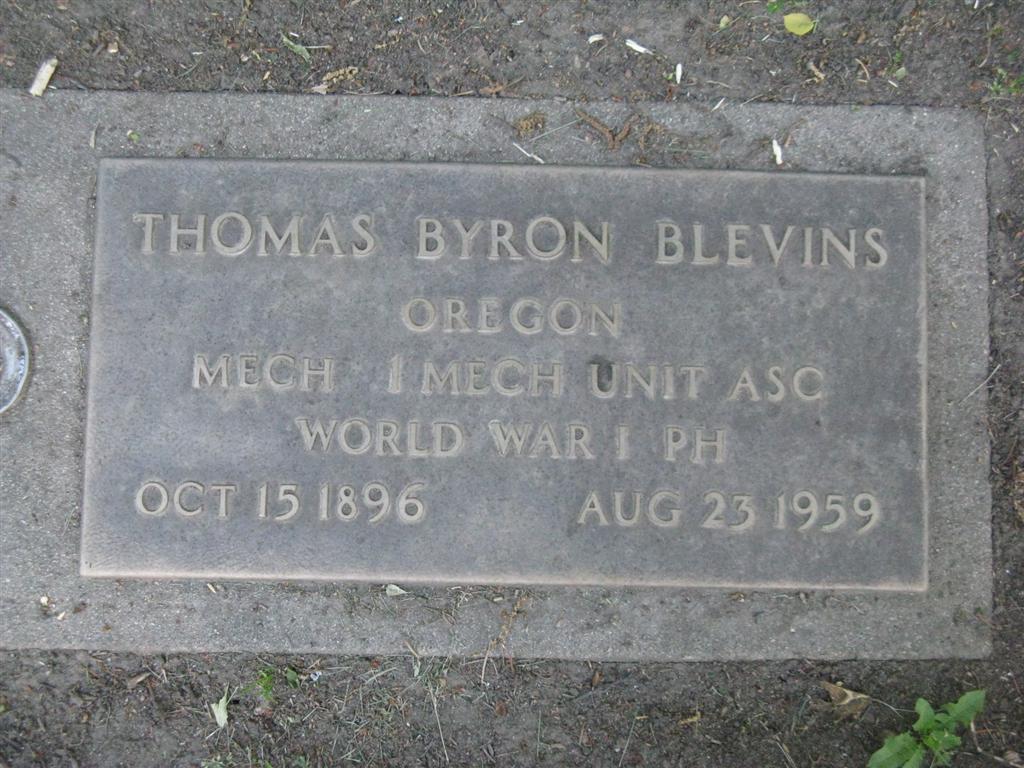 THOMAS BYRON BLEVINS
OREGON
MECH 1 MECH UNIT ASC
WORLD WAR I PH
OCT 15 1896 AUG 23 1959